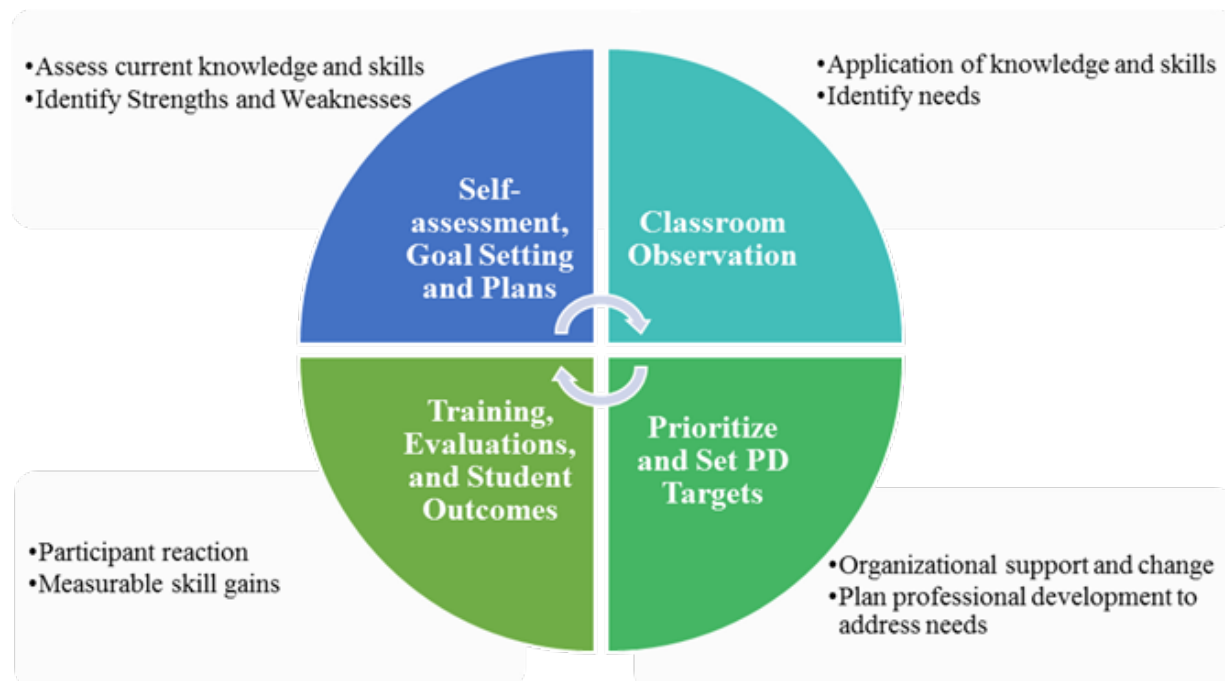 •Assess current knowledge and skills
•Identify Strengths and Weaknesses
•Application of knowledge and skills
•Identify needs
Self-
assessment,
Goal Setting
and Plans
Classroom
Observation
Training,
Evaluations,
and Student
Outcomes
Prioritize
and Set PD
Targets
•Participant reaction
•Measurable skill gains
•Organizational support and change
•Plan professional development to
address needs